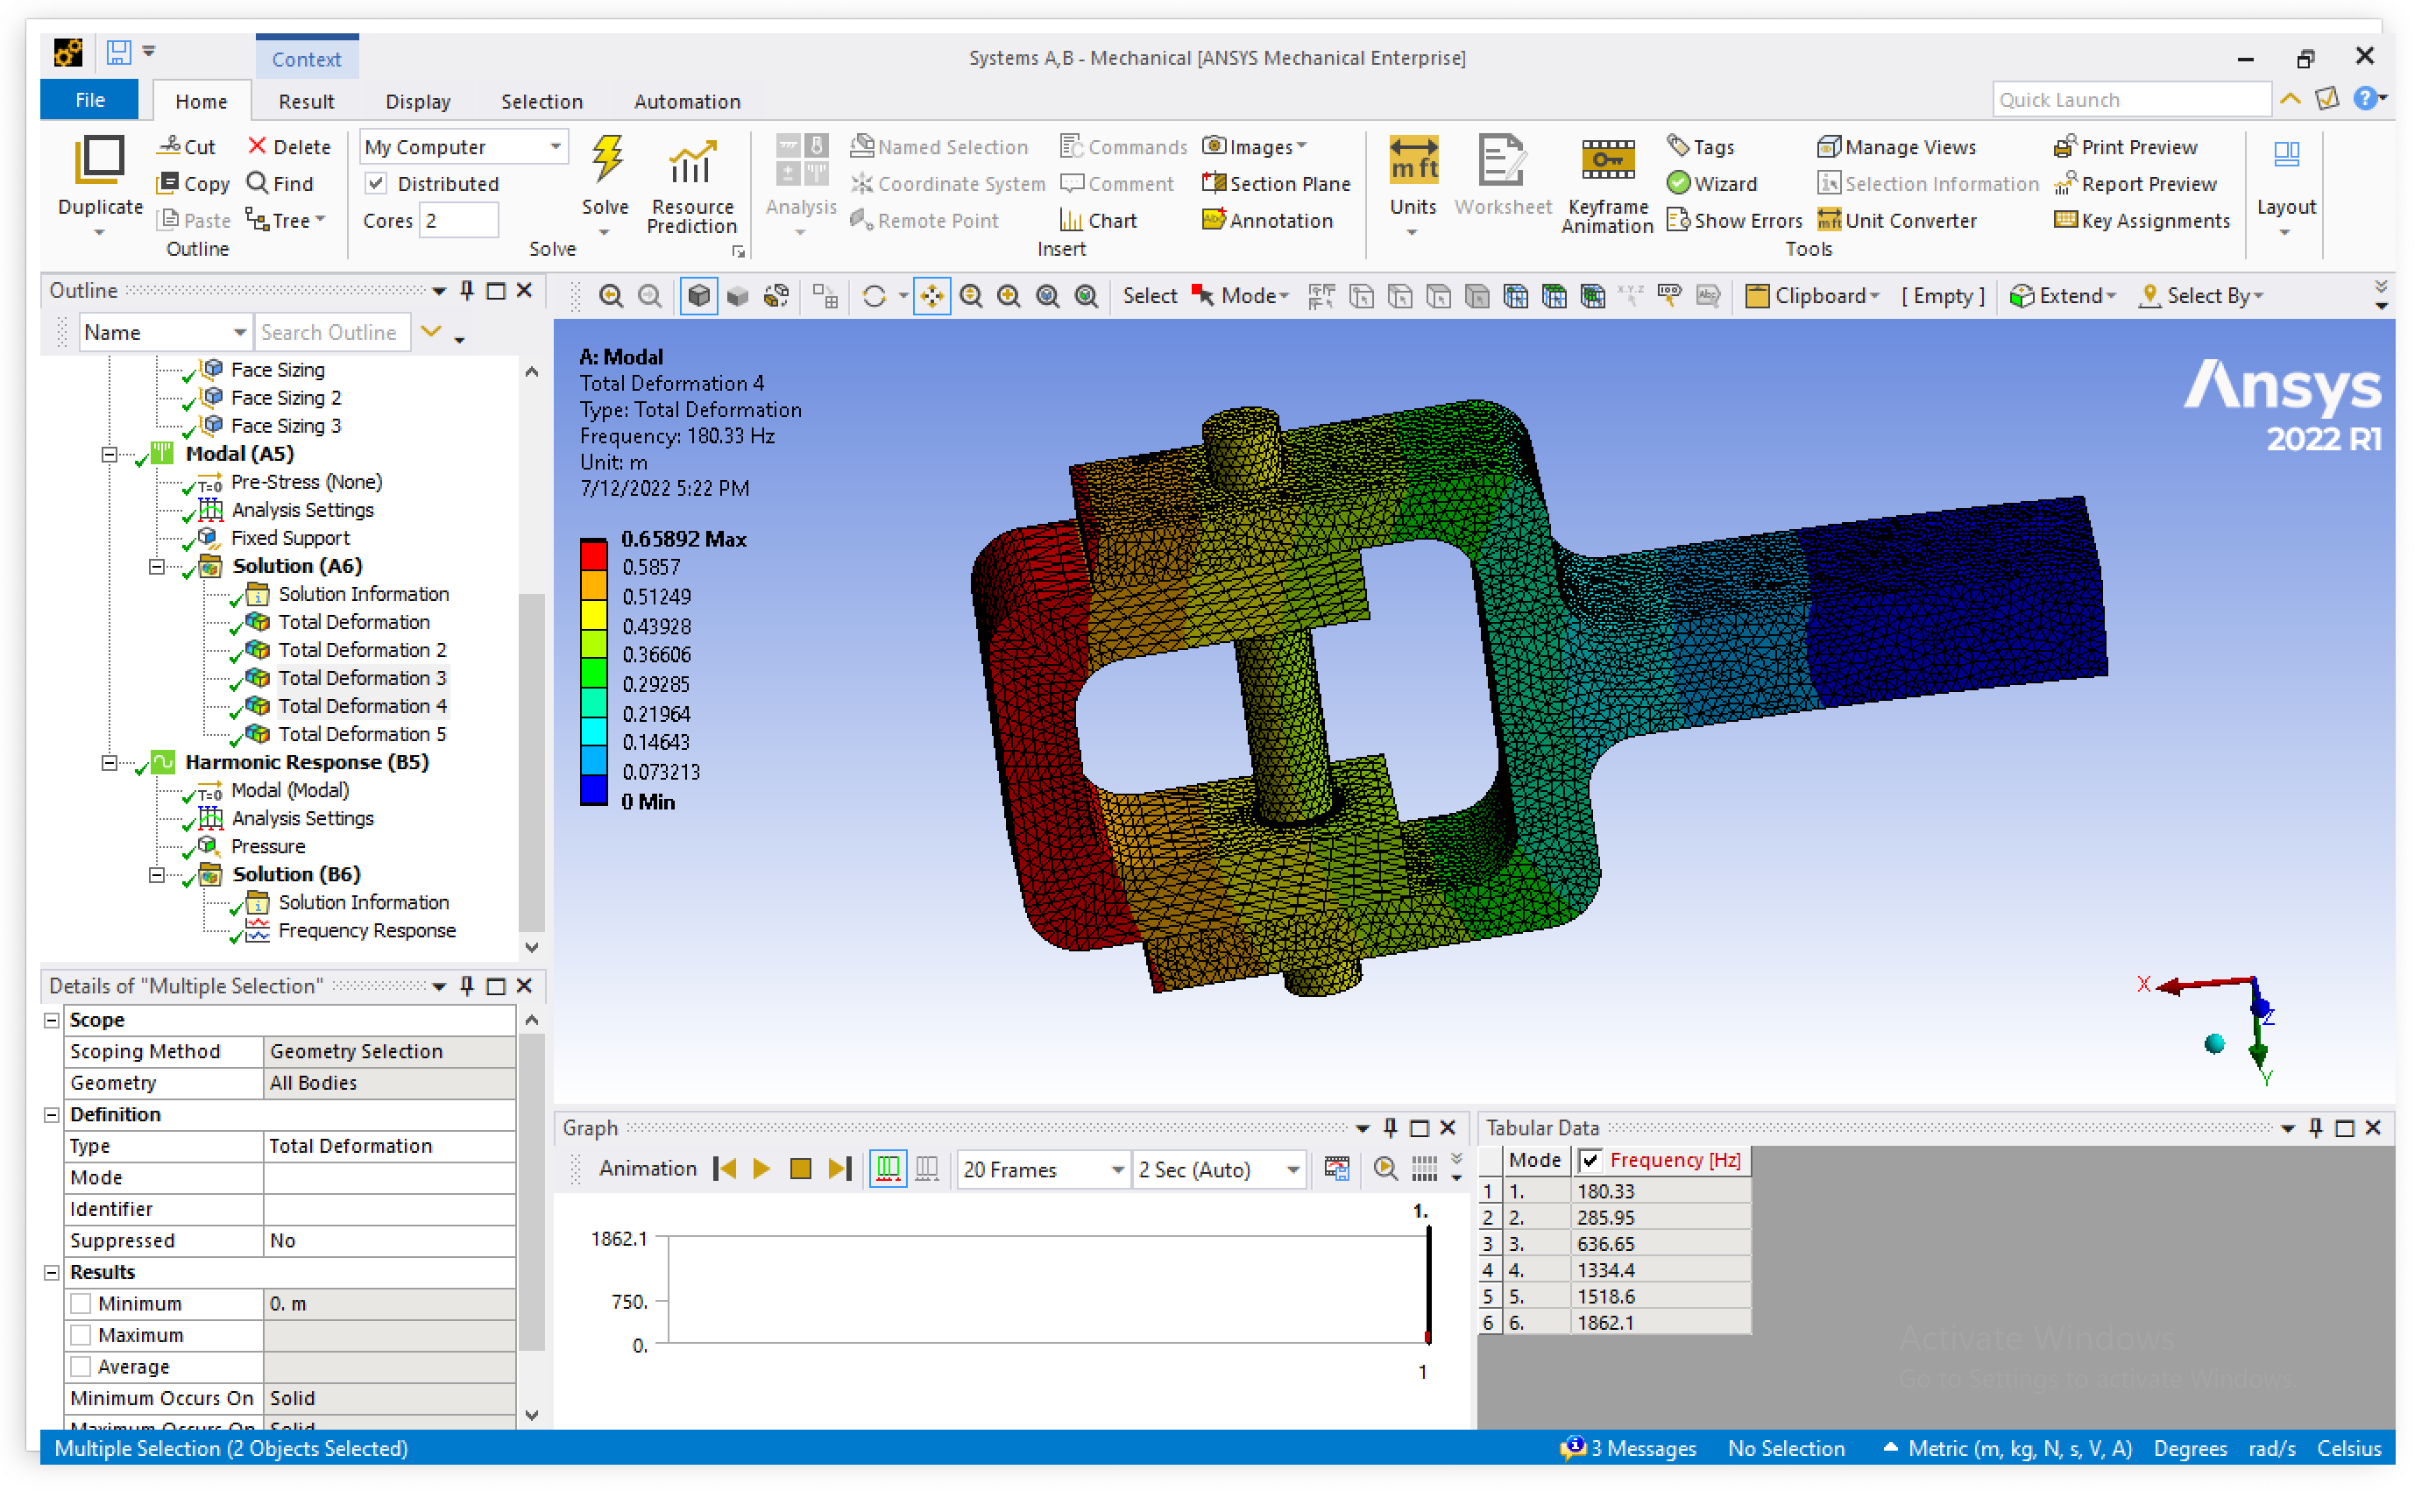 Context
Systems A,B - Mechanical [ANSYS Mechanical Enterprise]
File Home Result Display Selection Automation
Quick Launch
Duplicate
Cut
Copy
Paste
Delete
Find
Tree
Outline
My Computer
Distributed
Cores 2
Solve
Resource
Prediction
Solve
Analysis
Named Selection
Coordinate System
Remote Point
Commands
Comment
Chart
Images
Section Plane
Annotation
Insert
m ft
Units
Worksheet
Keyframe
Animation
Tags
Wizard
Show Errors
Manage Views
Selection Information
Unit Converter
Print Preview
Report Preview
Key Assignments
Tools
Layout
Outline
Name
Search Outline
Select Mode
Clipboard [ Empty ] Extend Select By
Face Sizing
Face Sizing 2
Face Sizing 3
Modal (A5)
Pre-Stress (None)
Analysis Settings
Fixed Support
Solution (A6)
Solution Information
Total Deformation
Total Deformation 2
Total Deformation 3
Total Deformation 4
Total Deformation 5
Harmonic Response (B5)
Modal (Modal)
Analysis Settings
Pressure
Solution (B6)
Solution Information
Frequency Response
A: Modal
Total Deformation 4
Type: Total Deformation
Frequency: 180.33 Hz
Unit: m
7/12/2022 5:22 PM
0.65892 Max
0.5857
0.51249
0.43928
0.36606
0.29285
0.21964
0.14643
0.073213
0 Min
Ansys
2022 R1
X
Z
Y
Details of "Multiple Selection"
Scope
Scoping Method Geometry Selection
Geometry All Bodies
Definition
Type Total Deformation
Mode
Identifier
Suppressed No
Results
Minimum 0. m
Maximum
Average
Minimum Occurs On Solid
Maximum Occurs On Solid
Graph
Animation 20 Frames 2 Sec (Auto)
1.
1862.1
750.
0.
1
Tabular Data
Mode Frequency [Hz]
1 1. 180.33
2 2. 285.95
3 3. 636.65
4 4. 1334.4
5 5. 1518.6
6 6. 1862.1
Activate Windows
Go to Settings to activate Windows.
Multiple Selection (2 Objects Selected)
3 Messages No Selection Metric (m, kg, N, s, V, A) Degrees rad/s Celsius